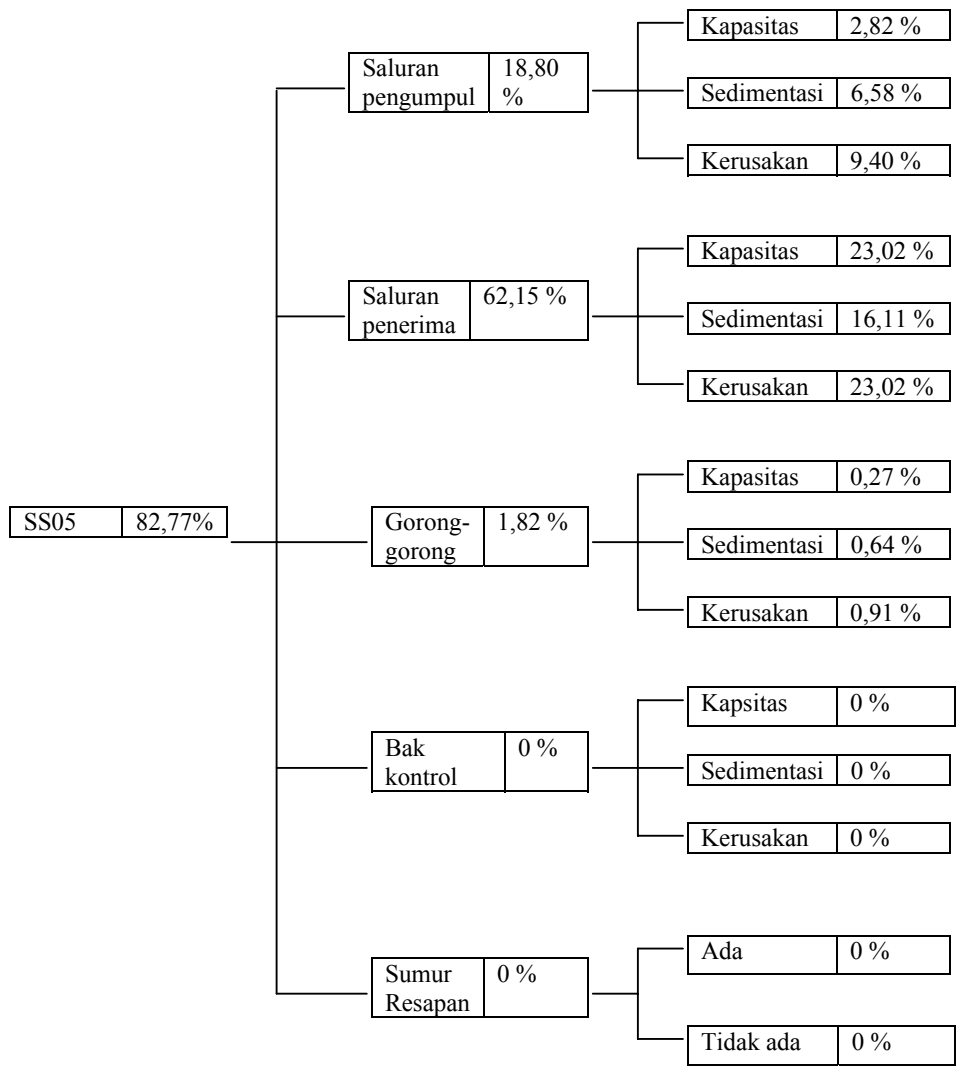 SS05 82,77%
Saluran 18,80
pengumpul %
Kapasitas 2,82 %
Sedimentasi 6,58 %
Kerusakan 9,40 %
Saluran 62,15 %
penerima
Kapasitas 23,02 %
Sedimentasi 16,11 %
Kerusakan 23,02 %
Gorong- 1,82 %
gorong
Kapasitas 0,27 %
Sedimentasi 0,64 %
Kerusakan 0,91 %
Bak 0 %
kontrol
Kapsitas 0 %
Sedimentasi 0 %
Kerusakan 0 %
Sumur 0 %
Resapan
Ada 0 %
Tidak ada 0 %